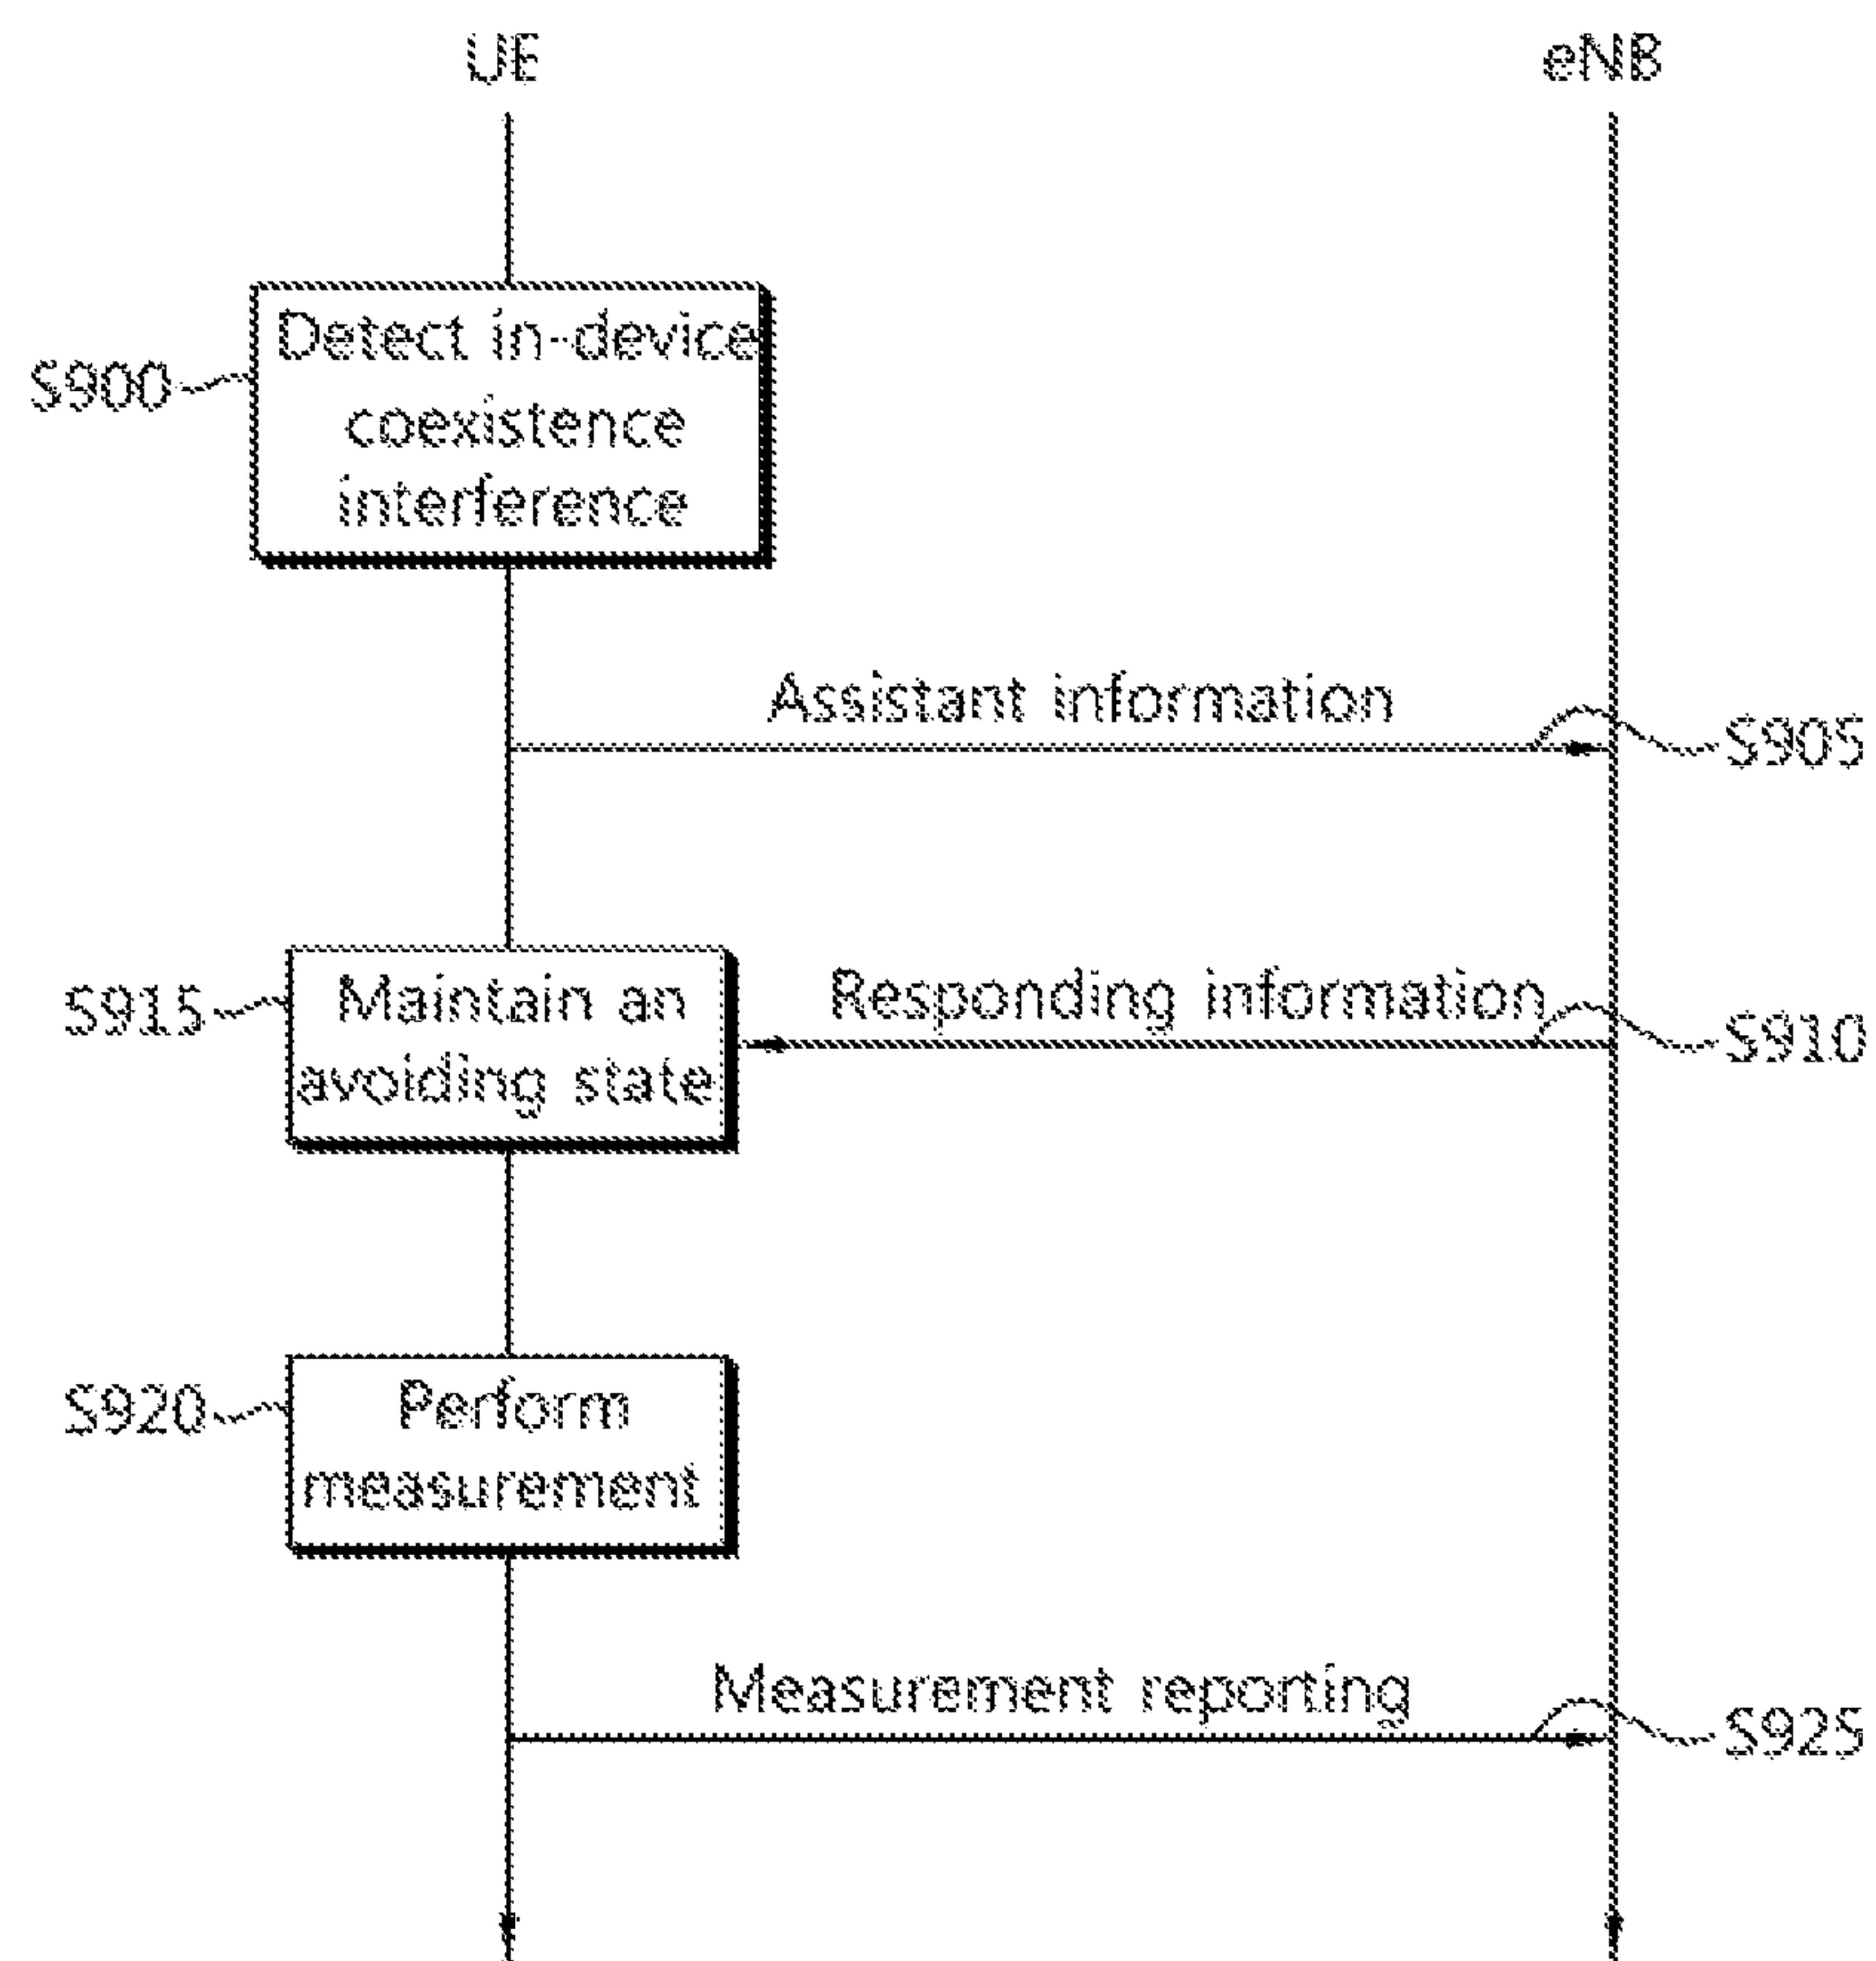 UE
eNB
Detect in-device
coexistence
interference
S900
Assistant information
S905
S915
Maintain an
avoiding state
Responding information
S910
S920
Perform
measurement
Measurement reporting
S925